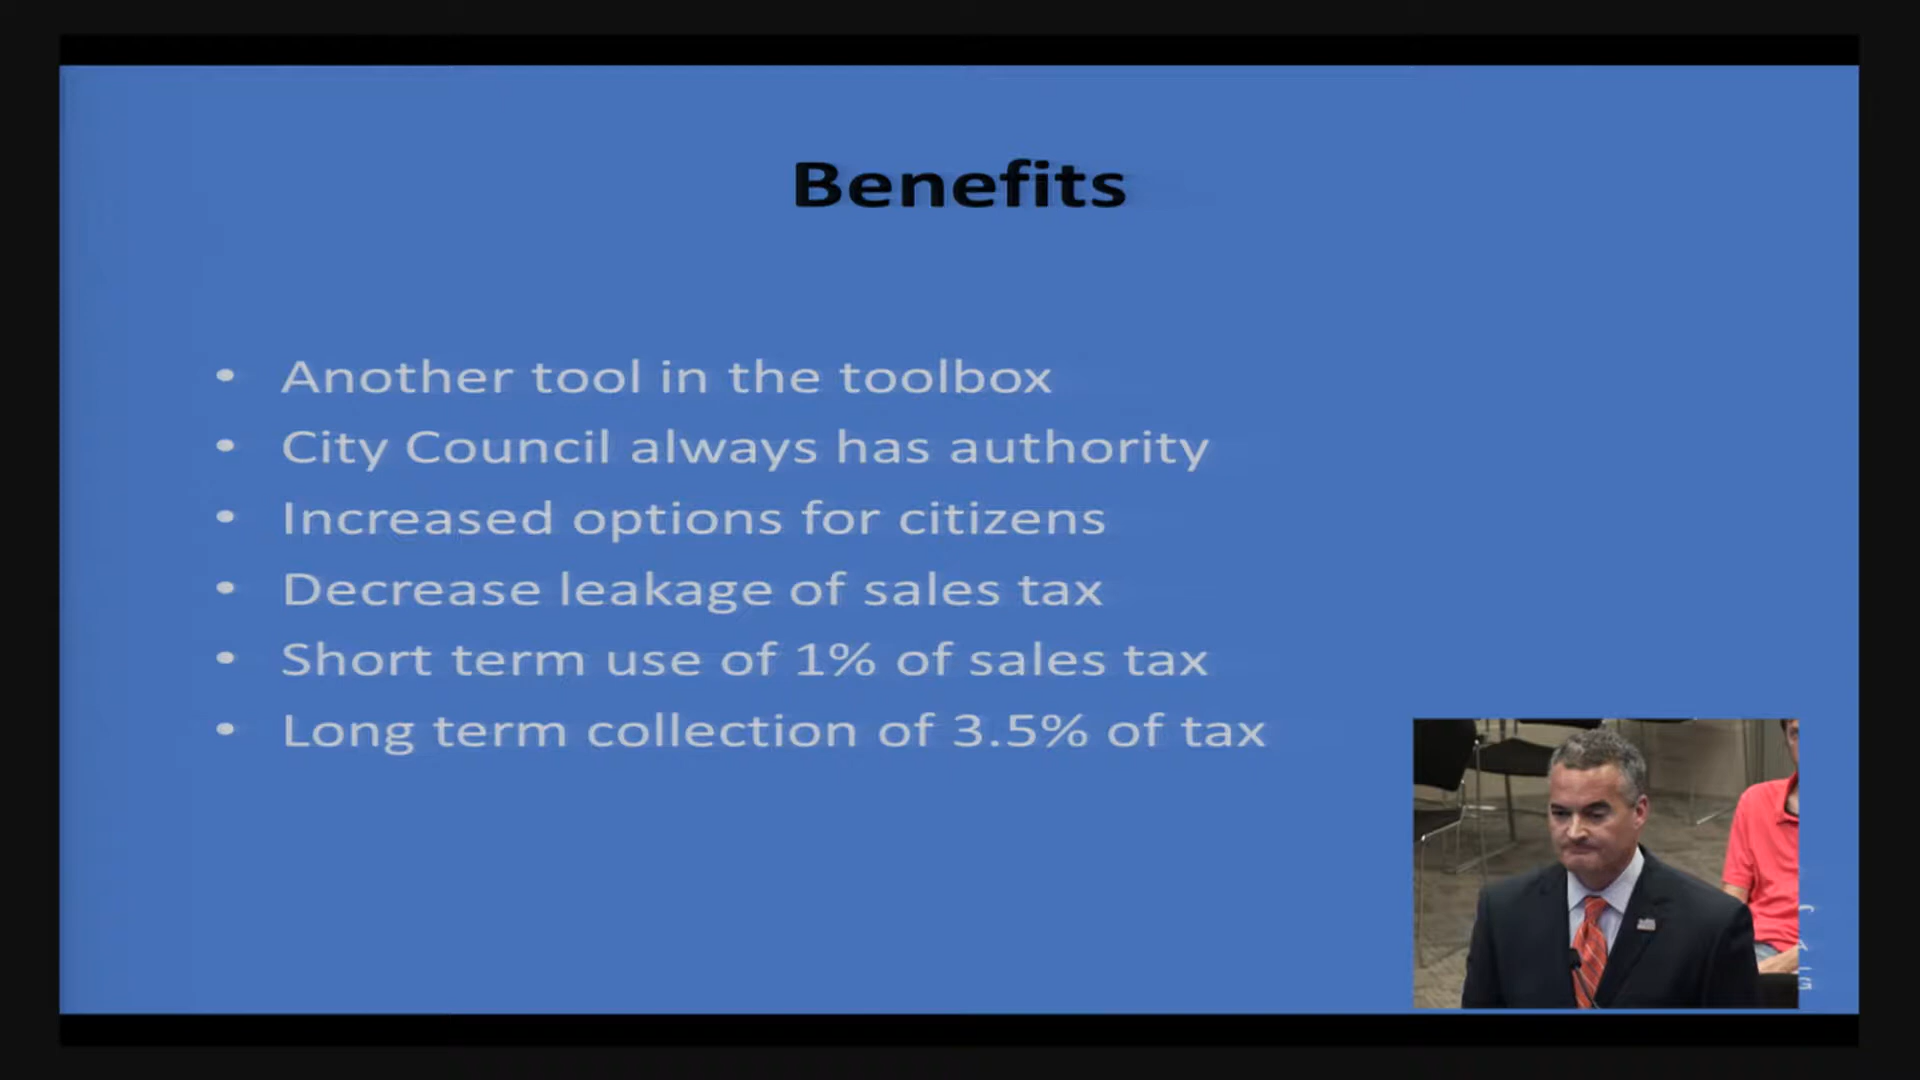 Benefits
• Another tool in the toolbox
• City Council always has authority
• Increased options for citizens
• Decrease leakage of sales tax
• Short term use of 1% of sales tax
• Long term collection of 3.5% of tax